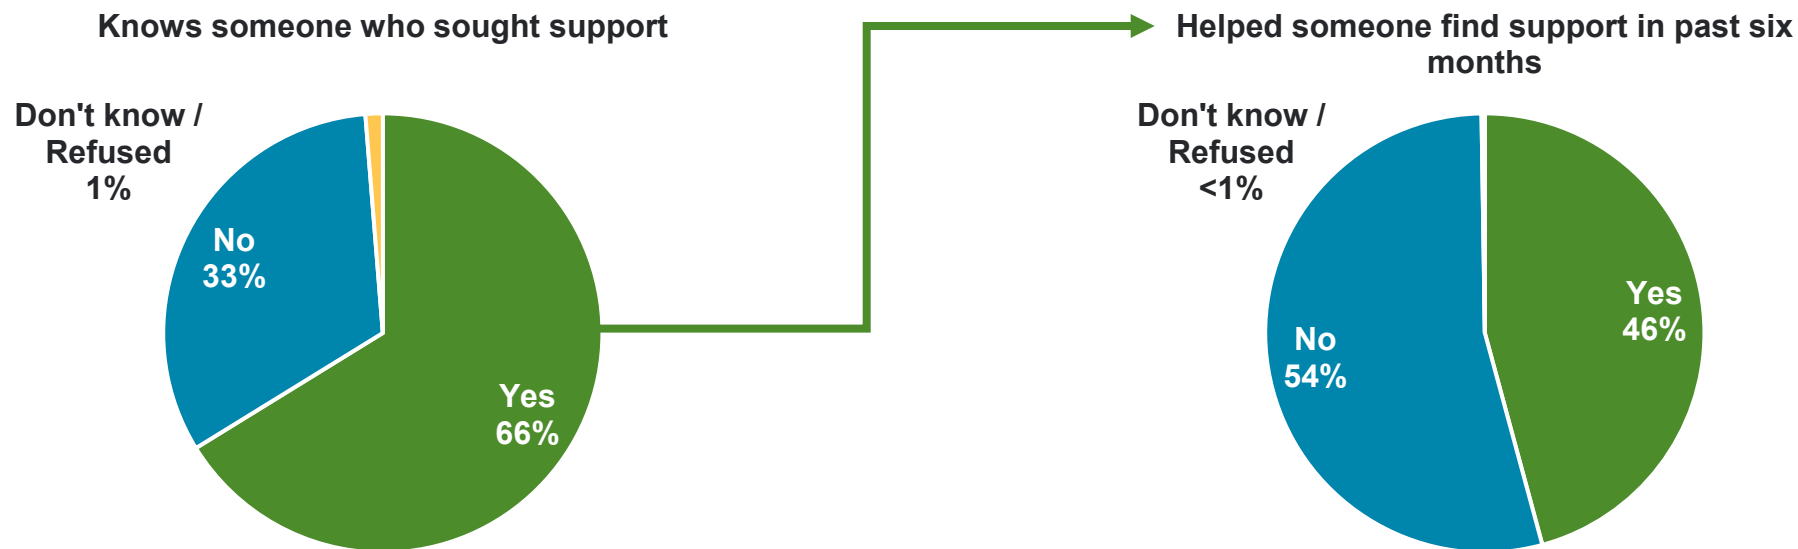 Knows someone who sought support
Don't know /
Refused
1%
No
33%
Yes
66%
Helped someone find support in past six
months
Don't know /
Refused
<1%
No
54%
Yes
46%